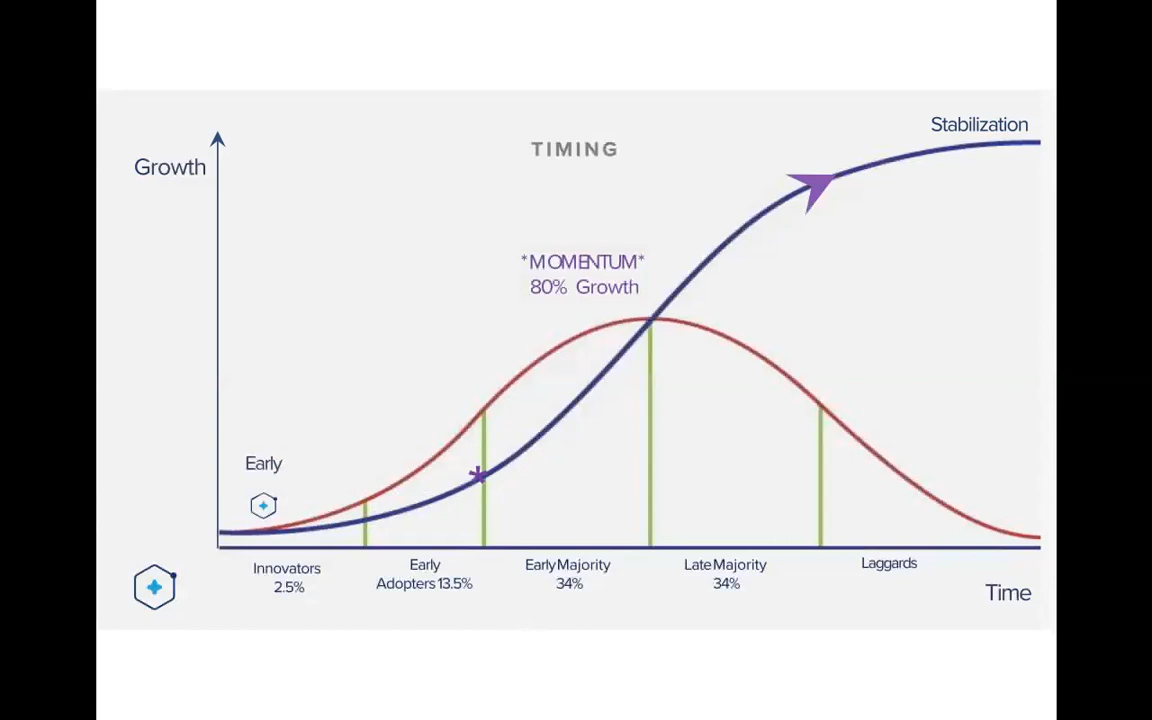 TIMING
Growth
Stabilization
*MOMENTUM*
80% Growth
Early
*
Innovators
2.5%
Early
Adopters 13.5%
Early Majority
34%
Late Majority
34%
Laggards
Time